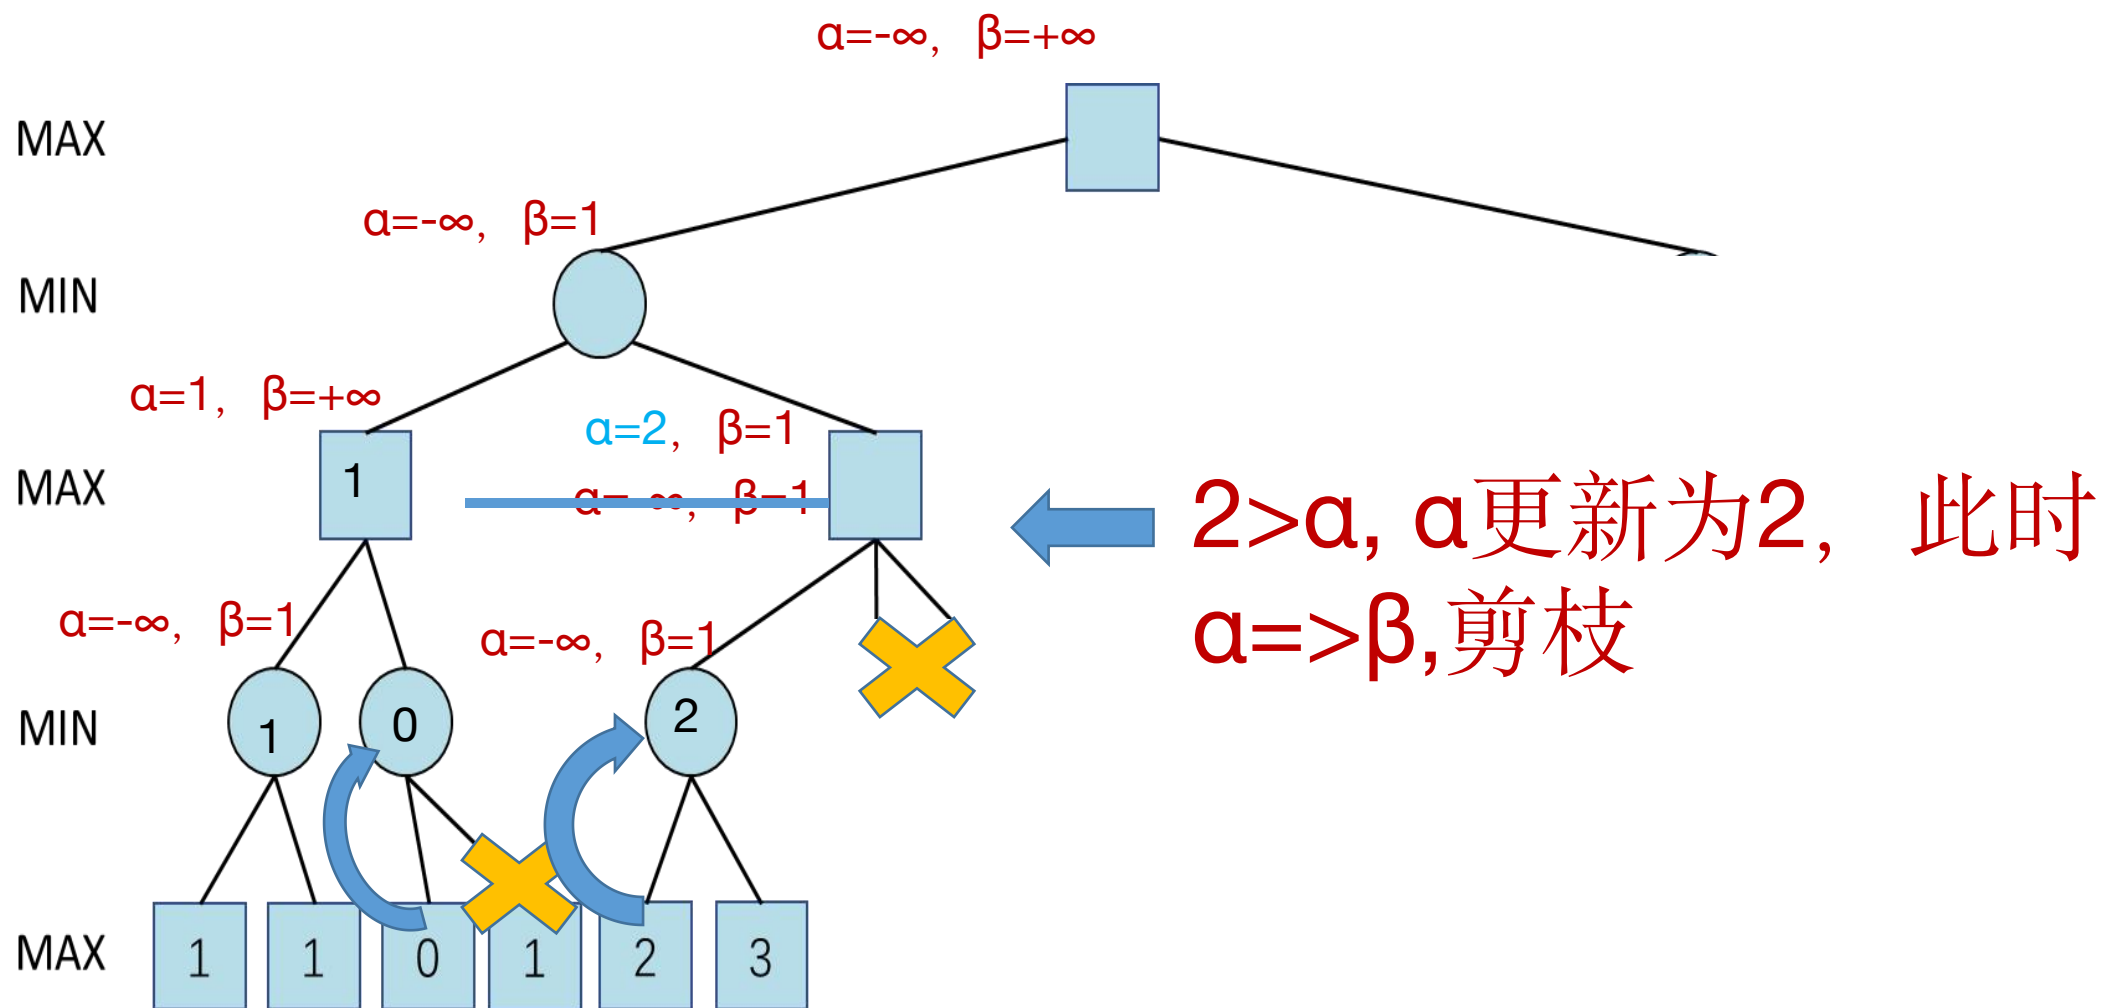 α=-∞, β=+∞
MAX
α=-∞, β=1
MIN
α=1, β=+∞
α=2, β=1
MAX
1
α=-∞, β=1
2>α, α更新为2, 此时
α=>β,剪枝
α=-∞, β=1
α=-∞, β=1
MIN
1
0
2
MAX
1
1
0
1
2
3